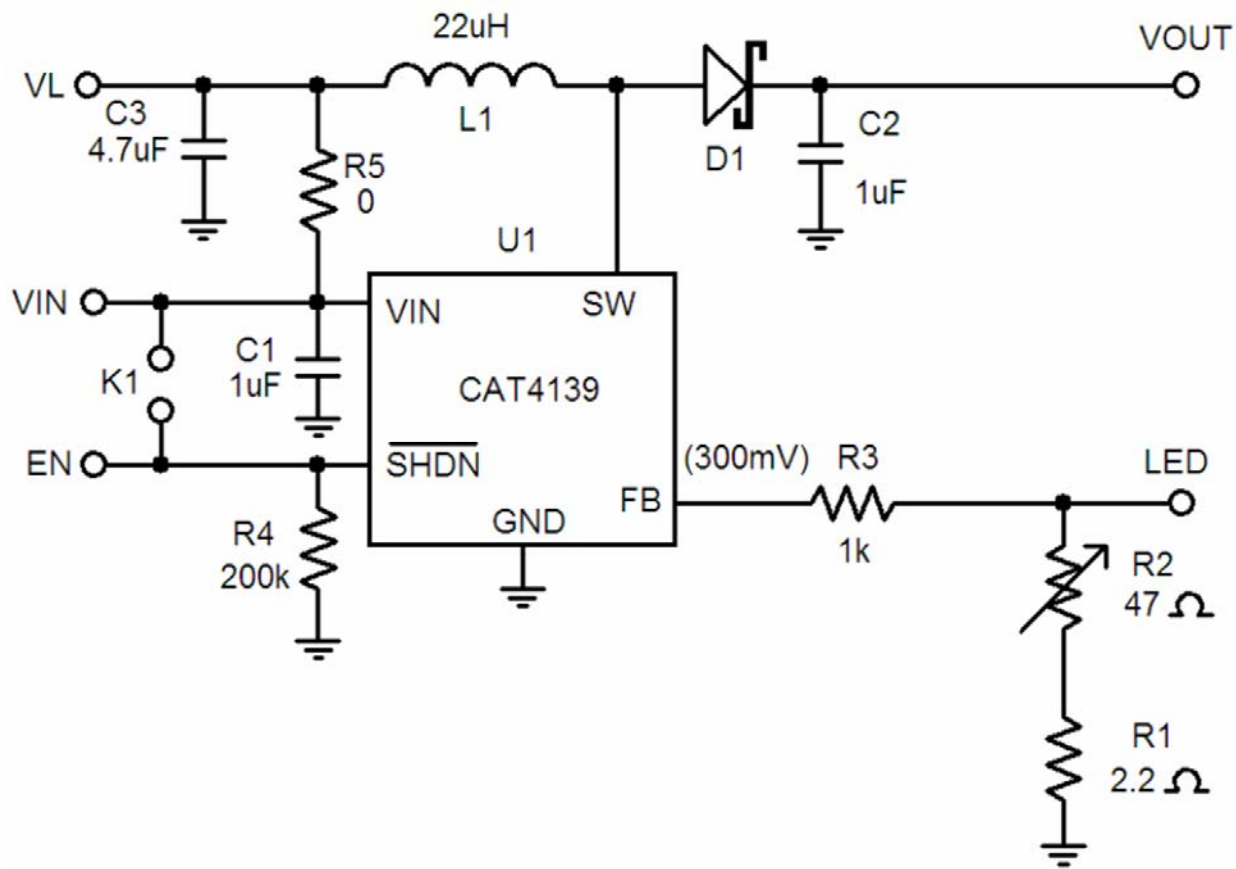 22uH
VOUT
VL
C3
4.7uF
L1
D1
C2
1uF
R5
0
U1
VIN
VIN
SW
C1
1uF
K1
CAT4139
EN
SHDN
(300mV)
R3
LED
FB
GND
1k
R4
200k
R2
47 Ω
R1
2.2 Ω